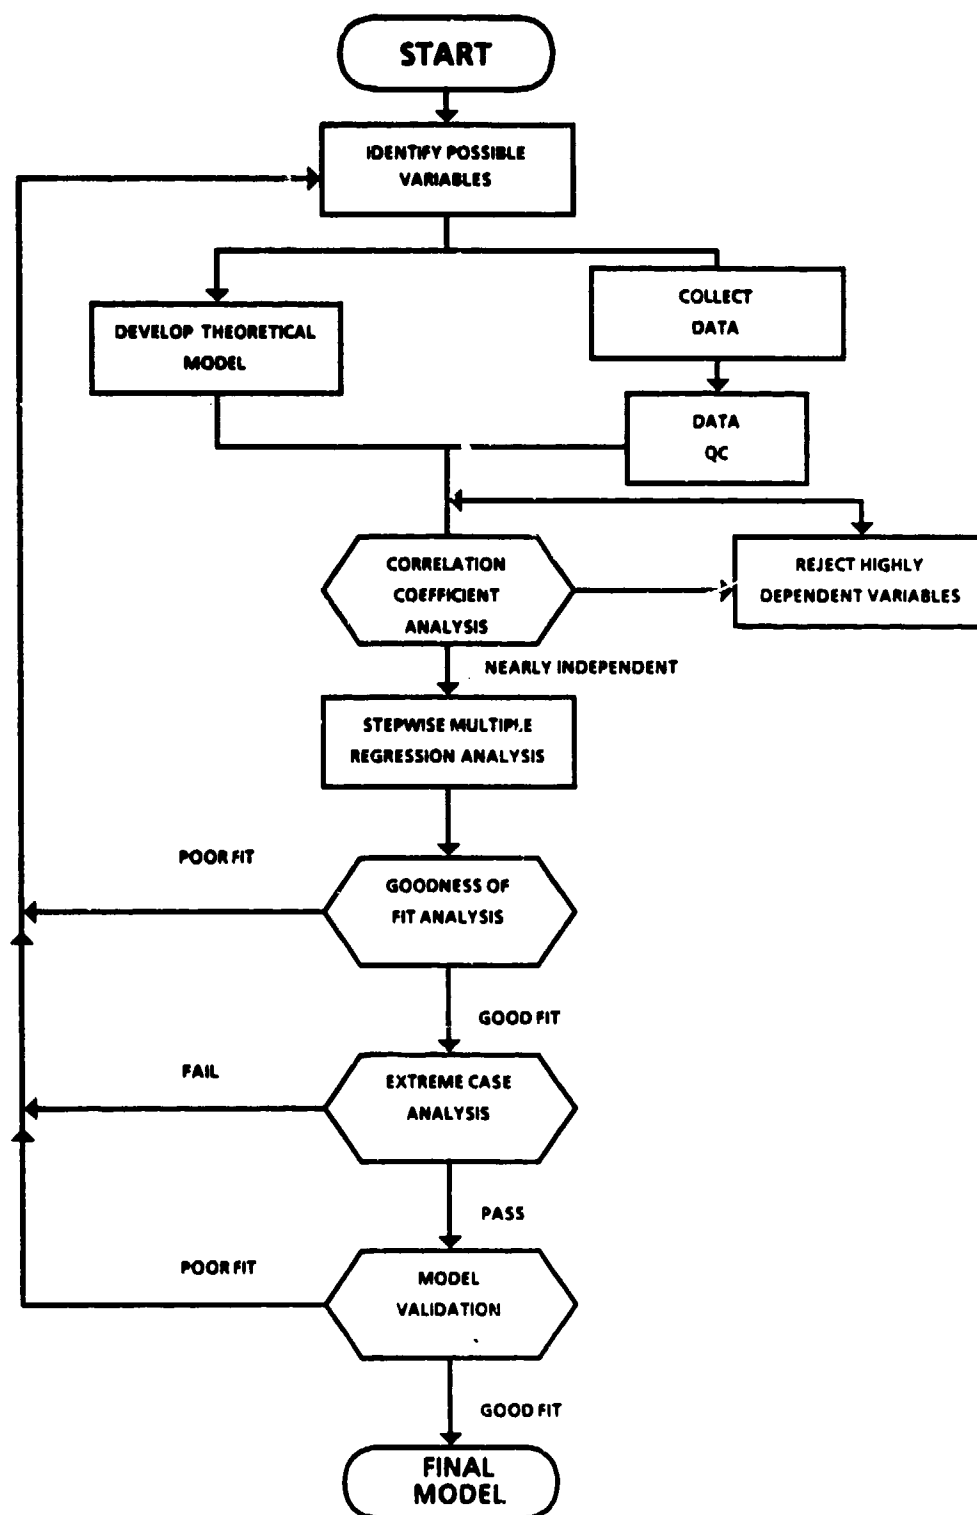 START
IDENTIFY POSSIBLE
VARIABLES
DEVELOP THEORETICAL
MODEL
COLLECT
DATA
DATA
QC
CORRELATION
COEFFICIENT
ANALYSIS
REJECT HIGHLY
DEPENDENT VARIABLES
NEARLY INDEPENDENT
STEPWISE MULTIPLE
REGRESSION ANALYSIS
POOR FIT
GOODNESS OF
FIT ANALYSIS
GOOD FIT
FAIL
EXTREME CASE
ANALYSIS
PASS
POOR FIT
MODEL
VALIDATION
GOOD FIT
FINAL
MODEL